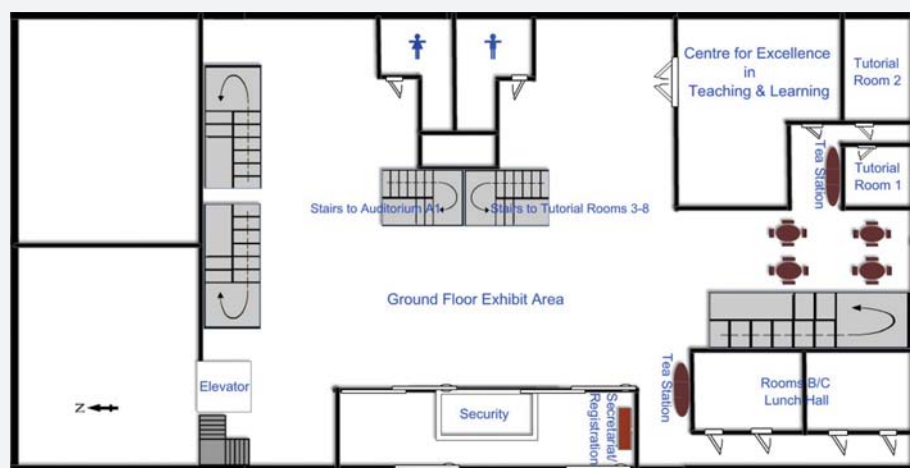 Centre for Excellence
in
Teaching & Learning
Tutorial
Room 2
Tea Station
Tutorial
Room 1
Stairs to Auditorium A1
Stairs to Tutorial Rooms 3-8
Ground Floor Exhibit Area
Elevator
N
Security
Secretariat/
Registration
Tea Station
Rooms B/C
Lunch Hall